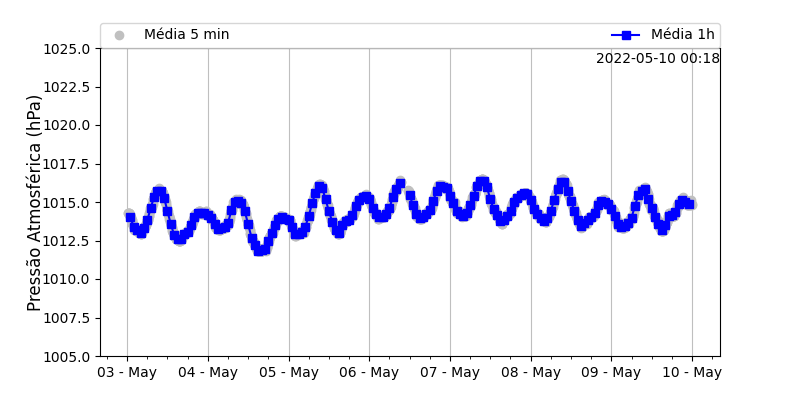 Média 5 min
Média 1h
2022-05-10 00:18
Pressão Atmosférica (hPa)
1025.0
1022.5
1020.0
1017.5
1015.0
1012.5
1010.0
1007.5
1005.0
03 - May
04 - May
05 - May
06 - May
07 - May
08 - May
09 - May
10 - May